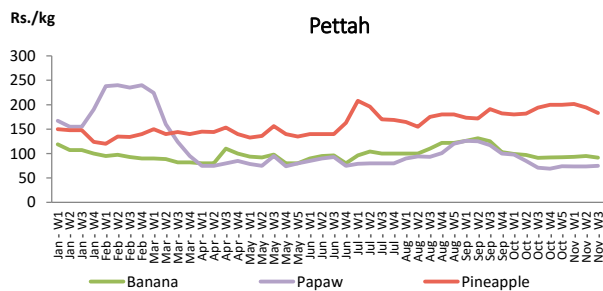 Rs./kg
Pettah
300
250
200
150
100
50
0
Jan - W1
Jan - W2
Jan - W3
Jan - W4
Feb - W1
Feb - W2
Feb - W3
Feb - W4
Mar - W1
Mar - W2
Mar - W3
Mar - W4
Apr - W1
Apr - W2
Apr - W3
Apr - W4
May - W1
May - W2
May - W3
May - W4
May - W5
Jun - W1
Jun - W2
Jun - W3
Jun - W4
Jul - W1
Jul - W2
Jul - W3
Jul - W4
Aug - W1
Aug - W2
Aug - W3
Aug - W4
Aug - W5
Sep - W1
Sep - W2
Sep - W3
Sep - W4
Oct - W1
Oct - W2
Oct - W3
Oct - W4
Oct - W5
Nov - W1
Nov - W2
Nov - W3
Banana
Papaw
Pineapple